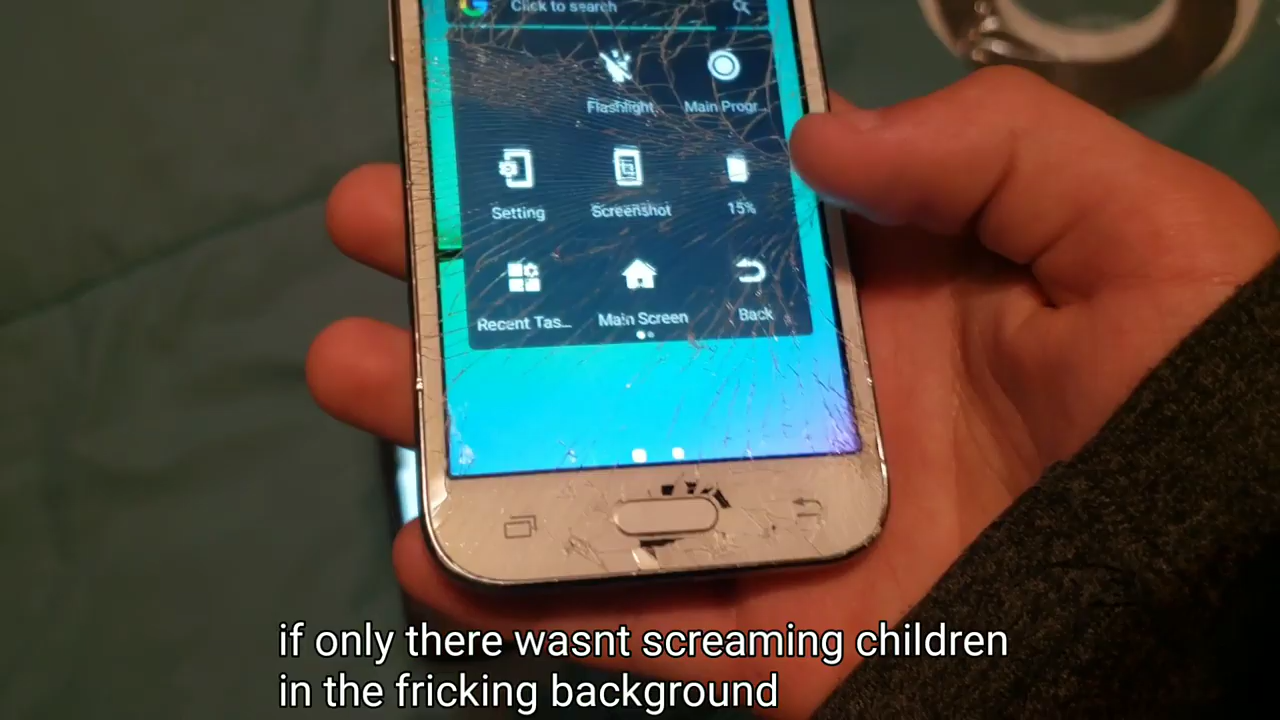 Click to search
Flashlight
Main Progr...
Setting
Screenshot
15%
Recent Tas...
Main Screen
Back
if only there wasnt screaming children
in the fricking background